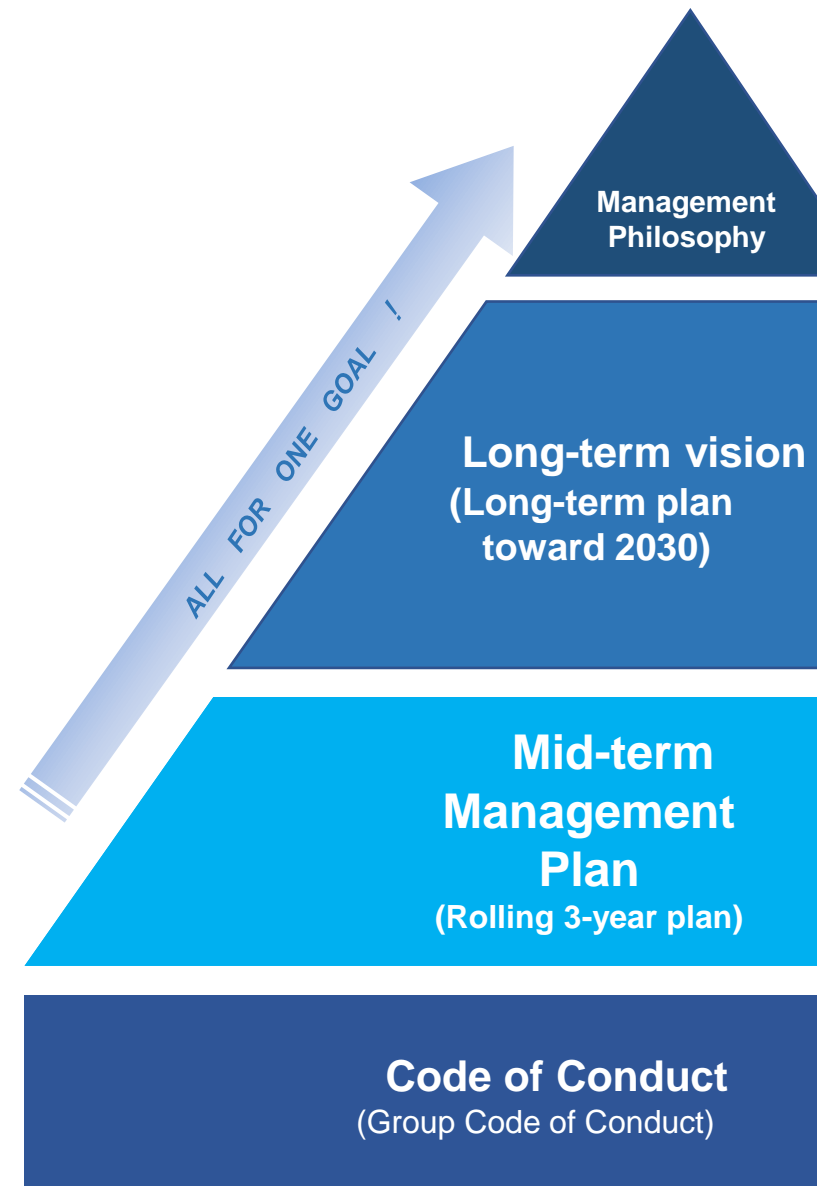 Management
Philosophy
ALL FOR ONE GOAL !
Long-term vision
(Long-term plan
toward 2030)
Mid-term
Management
Plan
(Rolling 3-year plan)
Code of Conduct
(Group Code of Conduct)